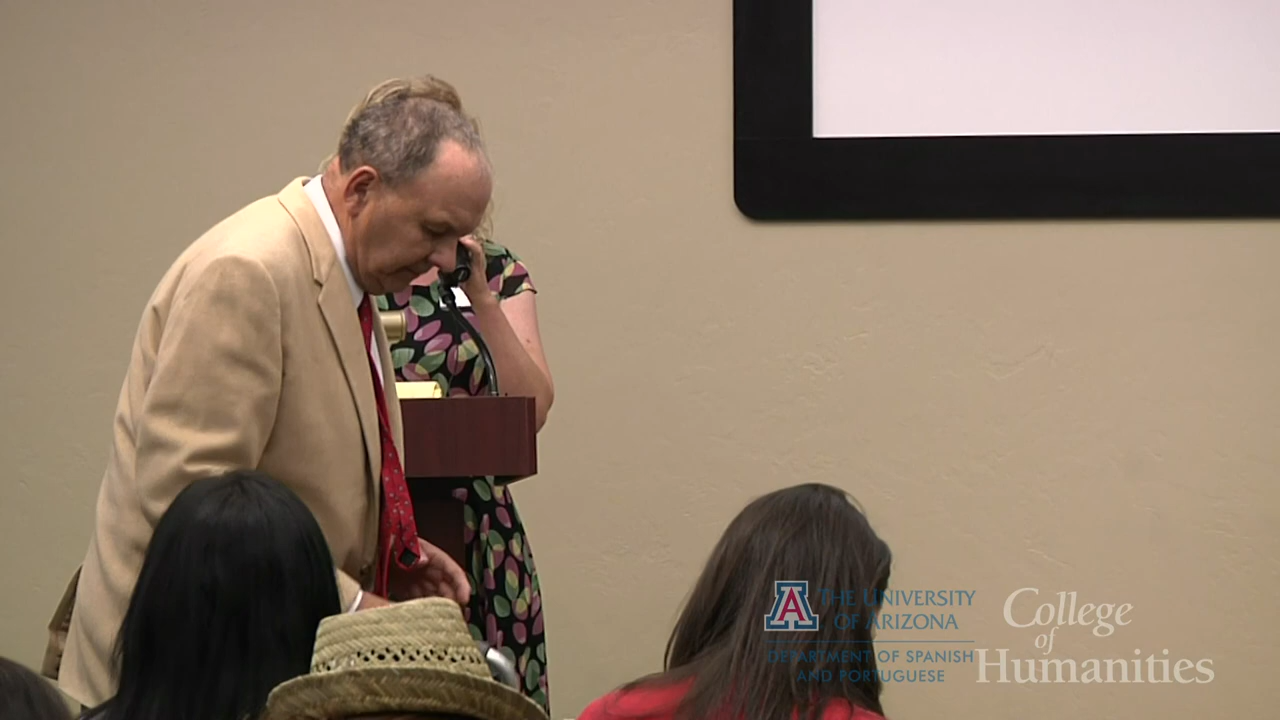 THE UNIVERSITY
OF ARIZONA
DEPARTMENT OF SPANISH
AND PORTUGUESE
College
of
Humanities